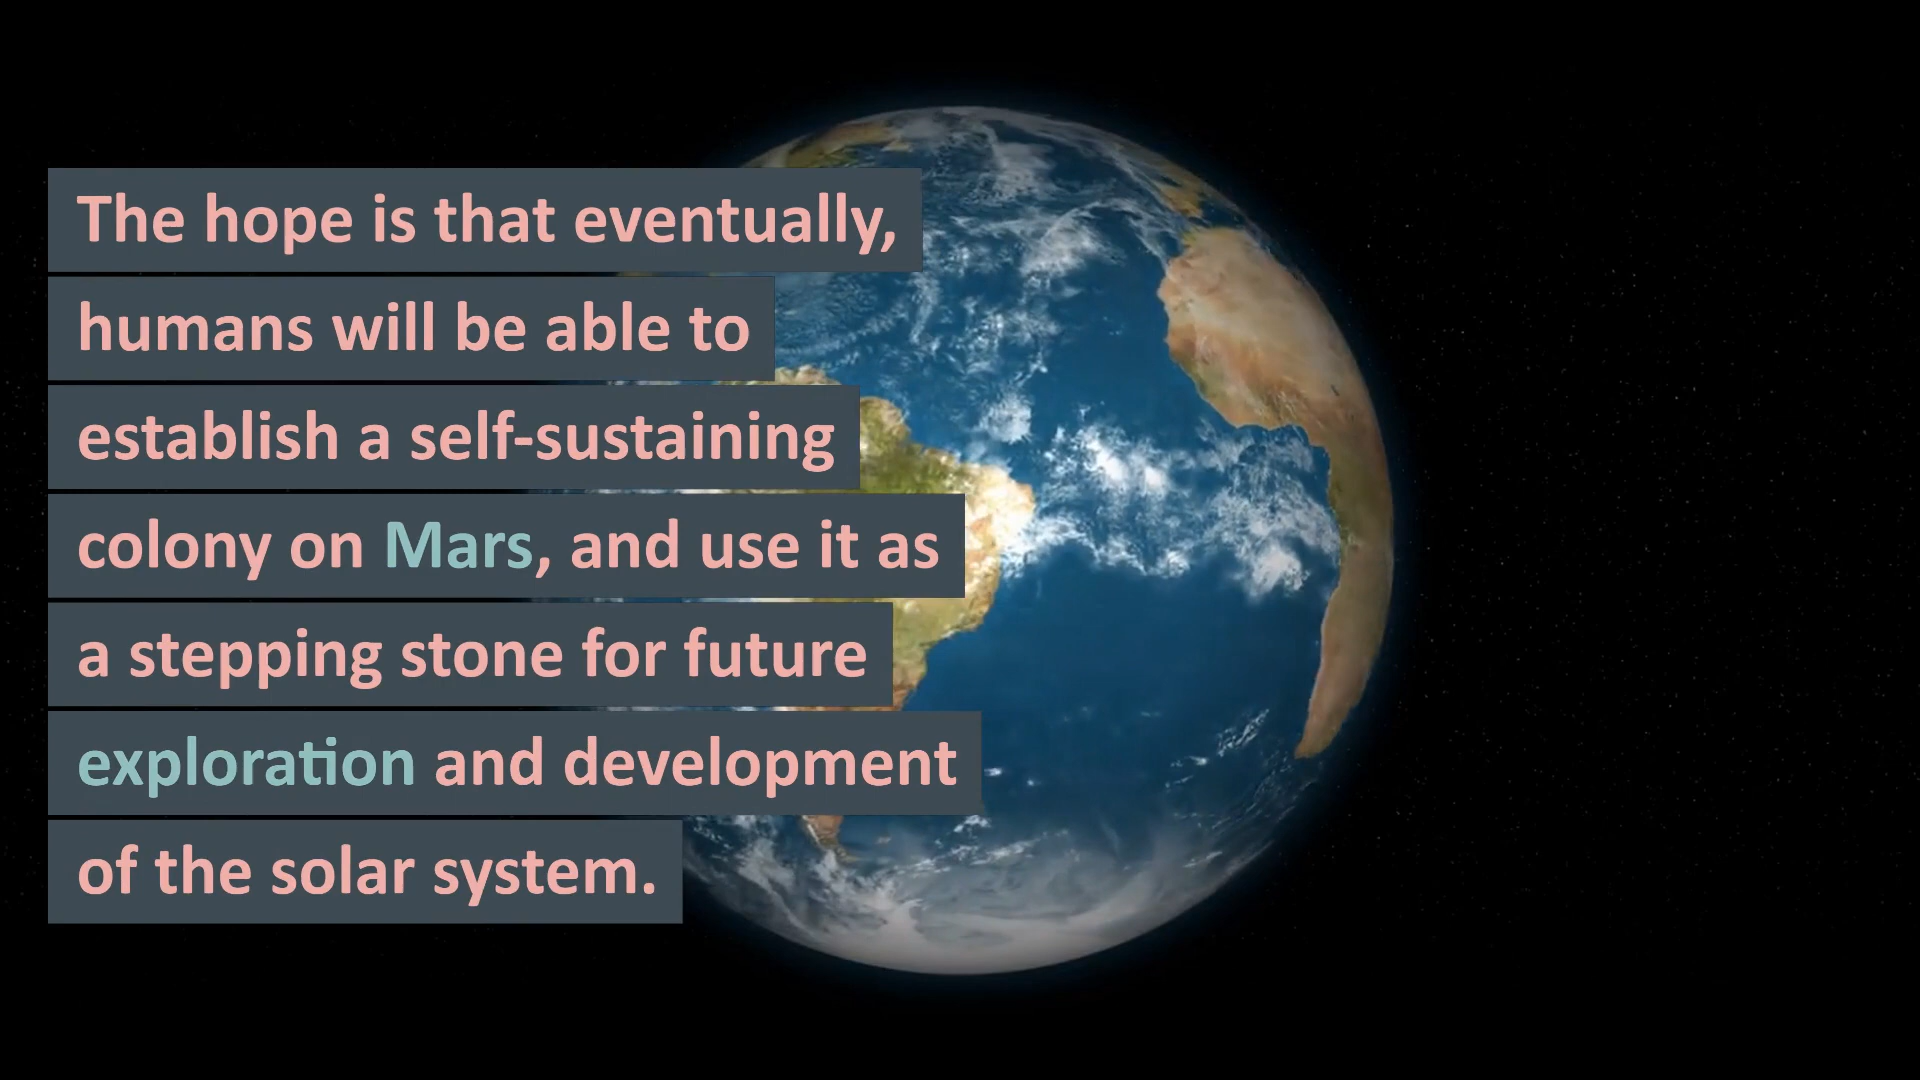 The hope is that eventually,
humans will be able to
establish a self-sustaining
colony on Mars, and use it as
a stepping stone for future
exploration and development
of the solar system.